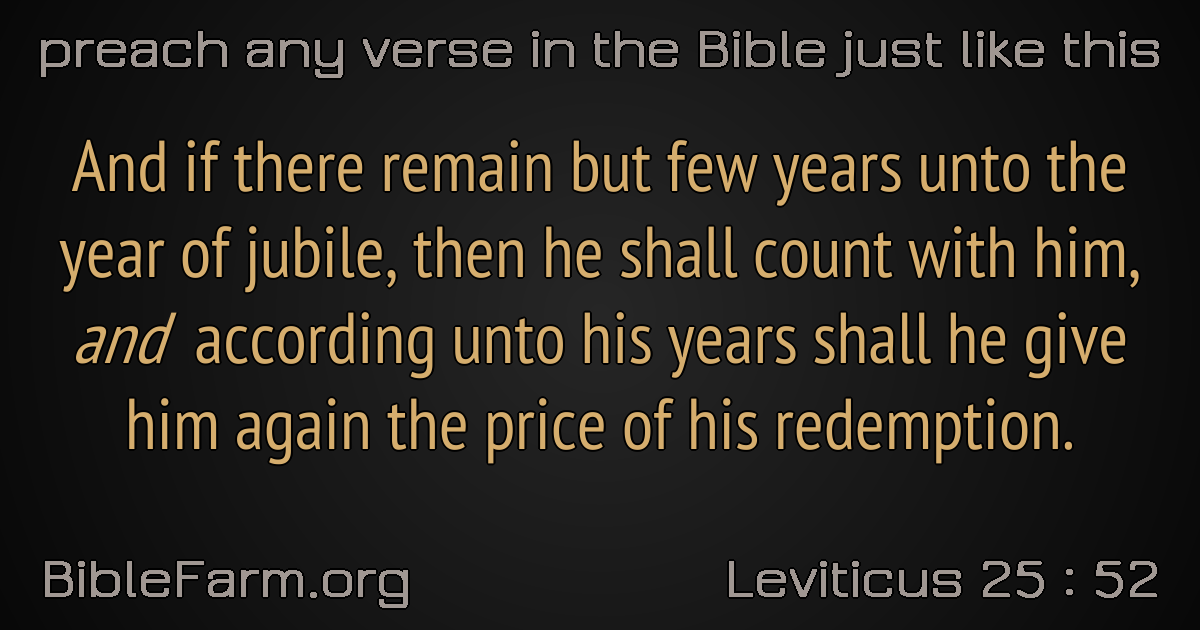 preach any verse in the Bible just like this
And if there remain but few years unto the
year of jubile, then he shall count with him,
and according unto his years shall he give
him again the price of his redemption.
BibleFarm.org
Leviticus 25 : 52